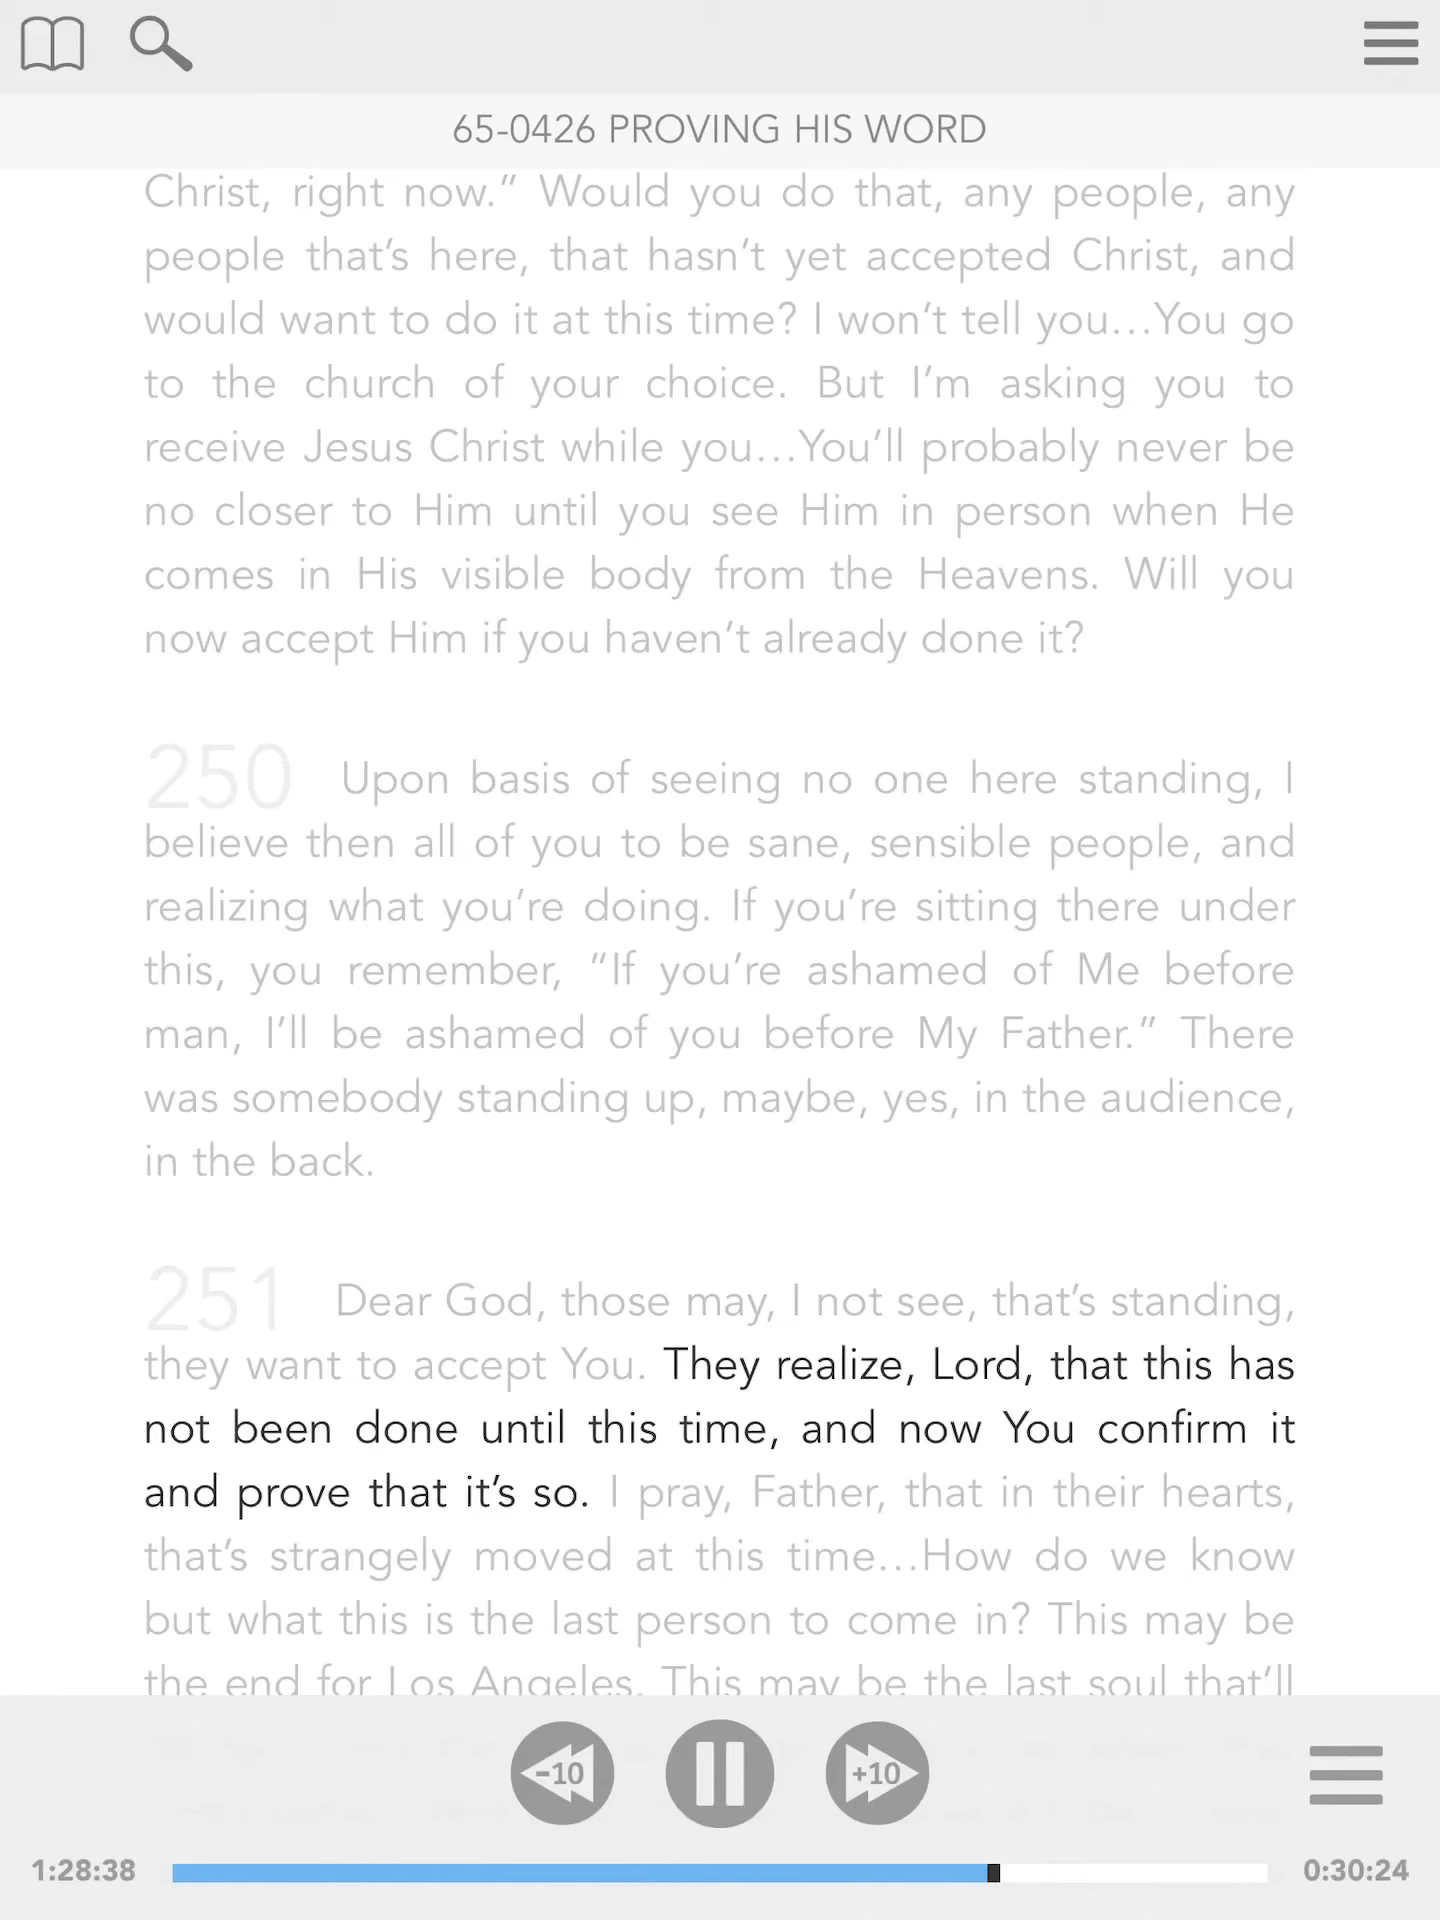 65-0426 PROVING HIS WORD
Christ, right now.” Would you do that, any people, any
people that’s here, that hasn’t yet accepted Christ, and
would want to do it at this time? I won’t tell you…You go
to the church of your choice. But I’m asking you to
receive Jesus Christ while you…You’ll probably never be
no closer to Him until you see Him in person when He
comes in His visible body from the Heavens. Will you
now accept Him if you haven’t already done it?
250 Upon basis of seeing no one here standing, I
believe then all of you to be sane, sensible people, and
realizing what you’re doing. If you’re sitting there under
this, you remember, “If you’re ashamed of Me before
man, I’ll be ashamed of you before My Father.” There
was somebody standing up, maybe, yes, in the audience,
in the back.
251 Dear God, those may, I not see, that’s standing,
they want to accept You. They realize, Lord, that this has
not been done until this time, and now You confirm it
and prove that it’s so. I pray, Father, that in their hearts,
that’s strangely moved at this time…How do we know
but what this is the last person to come in? This may be
the end for Los Angeles. This may be the last soul that’ll
-10 +10
1:28:38 0:30:24